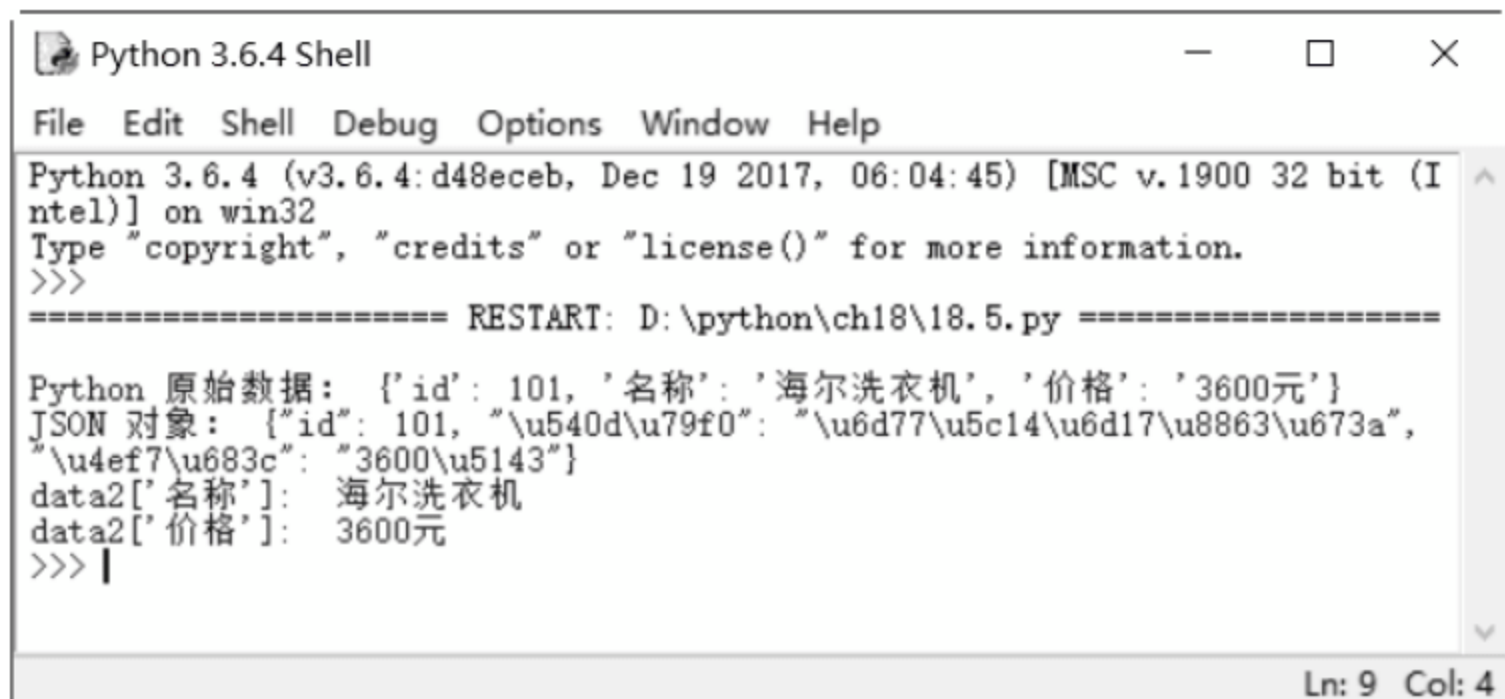 Python 3.6.4 Shell
File Edit Shell Debug Options Window Help
Python 3.6.4 (v3.6.4:d48eceb, Dec 19 2017, 06:04:45) [MSC v.1900 32 bit (I
ntel)] on win32
Type "copyright", "credits" or "license()" for more information.
>>>
====================== RESTART: D:\python\ch18\18.5.py ===================
Python 原始数据： {'id': 101, '名称': '海尔洗衣机', '价格': '3600元'}
JSON 对象： {"id": 101, "\u540d\u79f0": "\u6d77\u5c14\u6d17\u8863\u673a",
"\u4ef7\u683c": "3600\u5143"}
data2['名称']:  海尔洗衣机
data2['价格']:  3600元
>>>
Ln: 9 Col: 4